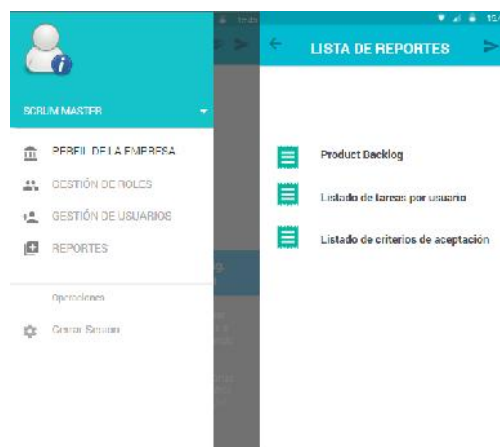 SCRUM MASTER
PERFIL DE LA EMPRESA
GESTIÓN DE ROLES
GESTIÓN DE USUARIOS
REPORTES
Operaciones
Cerrar Sesión
LISTA DE REPORTES
Product Backlog
Listado de tareas por usuario
Listado de criterios de aceptación